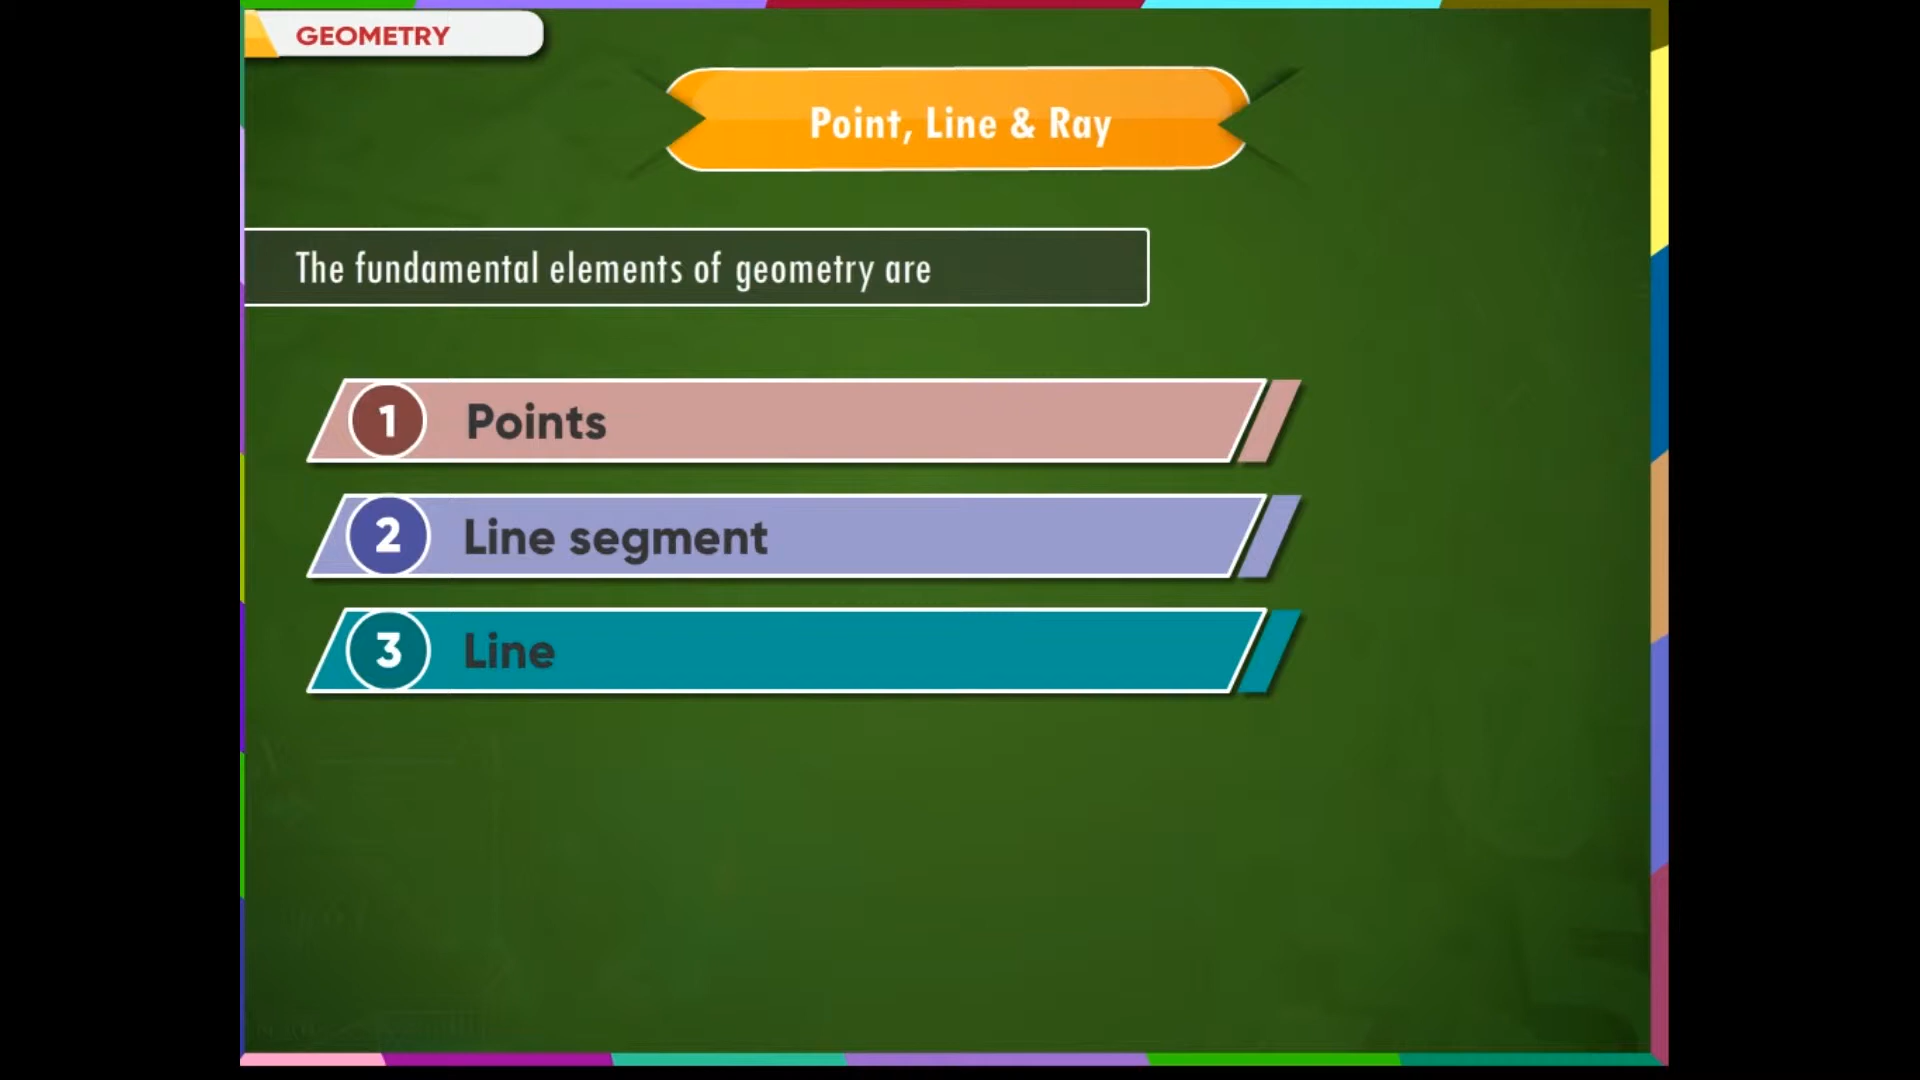 GEOMETRY
Point, Line & Ray
The fundamental elements of geometry are
1 Points
2 Line segment
3 Line